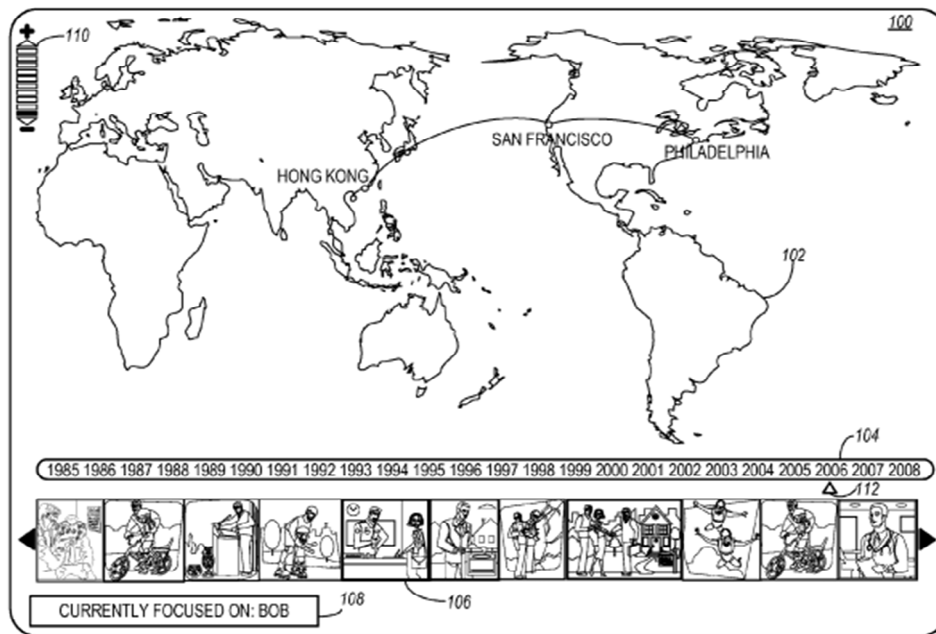 100
+
110
-
SAN FRANCISCO
PHILADELPHIA
HONG KONG
102
104
1985 1986 1987 1988 1989 1990 1991 1992 1993 1994 1995 1996 1997 1998 1999 2000 2001 2002 2003 2004 2005 2006 2007 2008
112
106
CURRENTLY FOCUSED ON: BOB
108